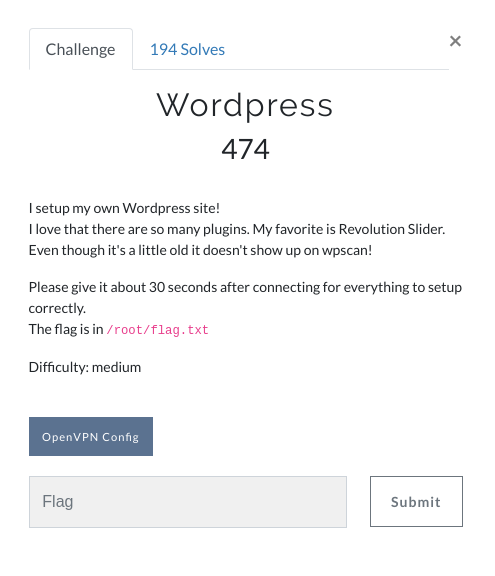 Challenge
194 Solves
×
Wordpress
474
I setup my own Wordpress site!
I love that there are so many plugins. My favorite is Revolution Slider.
Even though it's a little old it doesn't show up on wpscan!
Please give it about 30 seconds after connecting for everything to setup
correctly.
The flag is in /root/flag.txt
Difficulty: medium
OpenVPN Config
Flag
Submit